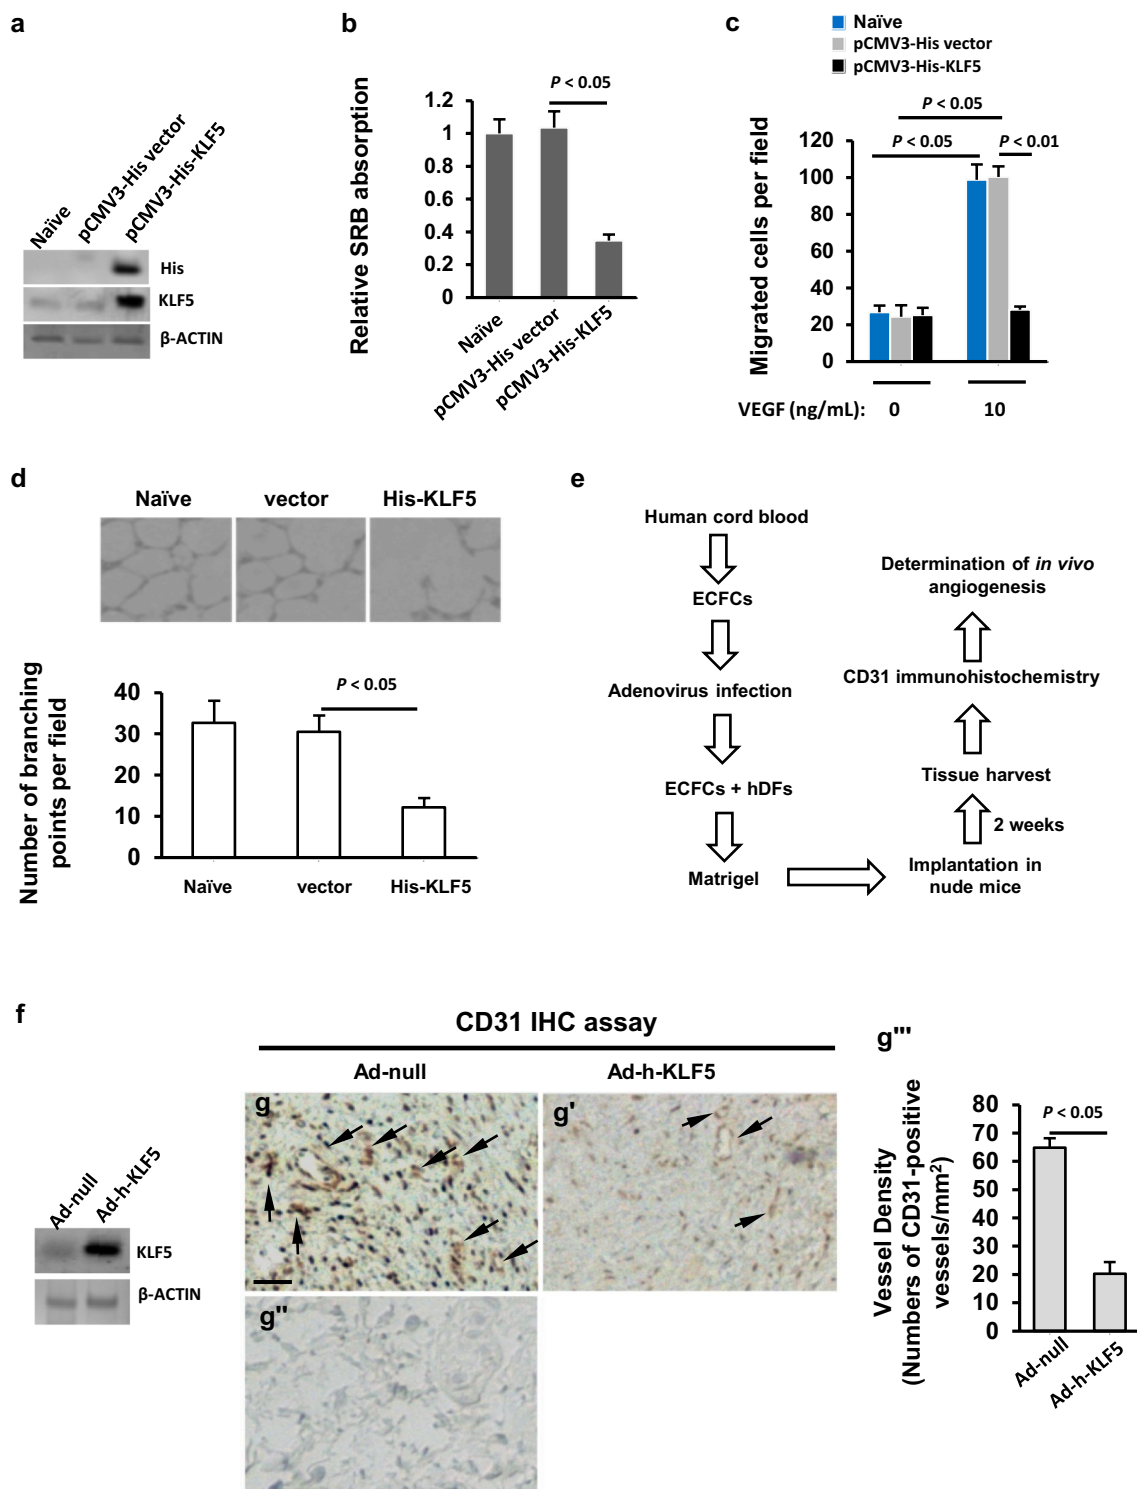 a
Naïve
pCMV3-His vector
pCMV3-His-KLF5
His
KLF5
β-ACTIN
b
Relative SRB absorption
P < 0.05
1.2
1
0.8
0.6
0.4
0.2
0
Naïve
pCMV3-His vector
pCMV3-His-KLF5
c
Naïve
pCMV3-His vector
pCMV3-His-KLF5
Migrated cells per field
P < 0.05
P < 0.05
P < 0.01
120
100
80
60
40
20
0
VEGF (ng/mL): 0 10
d
Naïve vector His-KLF5
Number of branching
points per field
P < 0.05
40
30
20
10
0
Naïve vector His-KLF5
e
Human cord blood
ECFCs
Adenovirus infection
ECFCs + hDFs
Matrigel
Implantation in
nude mice
2 weeks
Tissue harvest
CD31 immunohistochemistry
Determination of in vivo
angiogenesis
f
Ad-null
Ad-h-KLF5
KLF5
β-ACTIN
CD31 IHC assay
Ad-null Ad-h-KLF5
g
g'
g''
g'''
Vessel Density
(Numbers of CD31-positive
vessels/mm²)
P < 0.05
80
70
60
50
40
30
20
10
0
Ad-null
Ad-h-KLF5